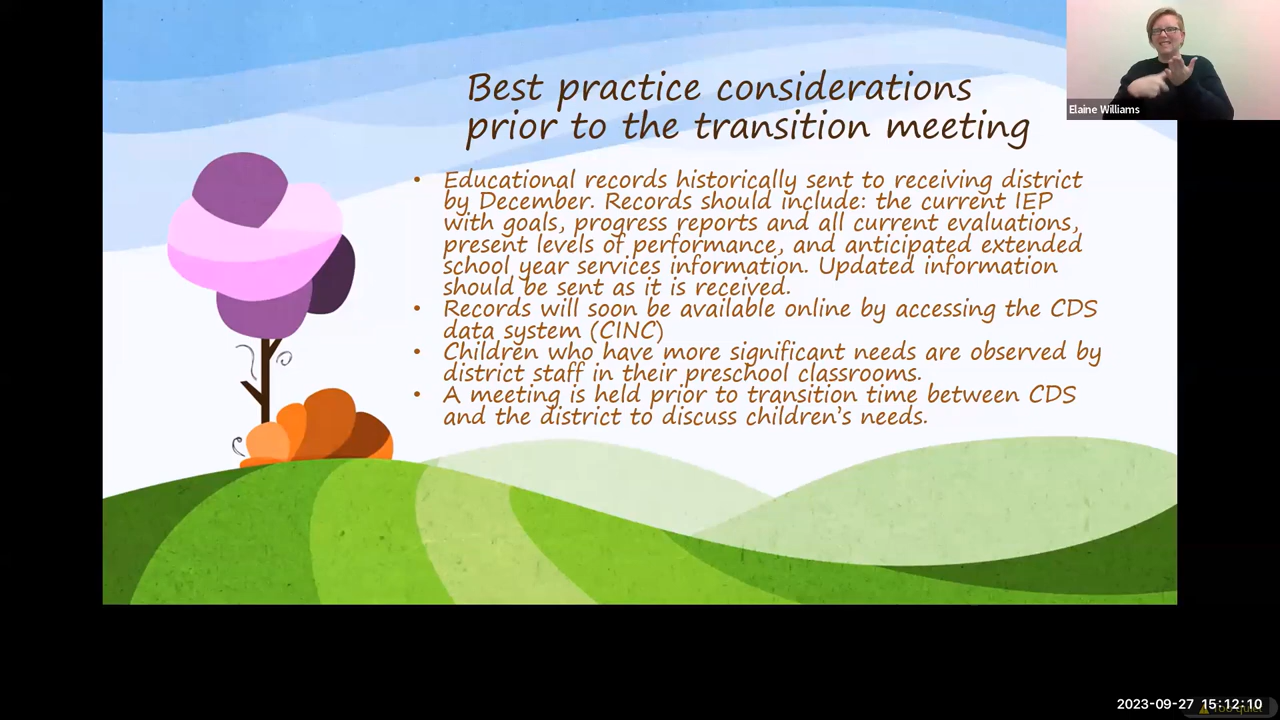 Best practice considerations
prior to the transition meeting
• Educational records historically sent to receiving district
by December. Records should include: the current IEP
with goals, progress reports and all current evaluations,
present levels of performance, and anticipated extended
school year services information. Updated information
should be sent as it is received.
• Records will soon be available online by accessing the CDS
data system (CINC)
• Children who have more significant needs are observed by
district staff in their preschool classrooms.
• A meeting is held prior to transition time between CDS
and the district to discuss children's needs.
Elaine Williams
2023-09-27 15:12:10